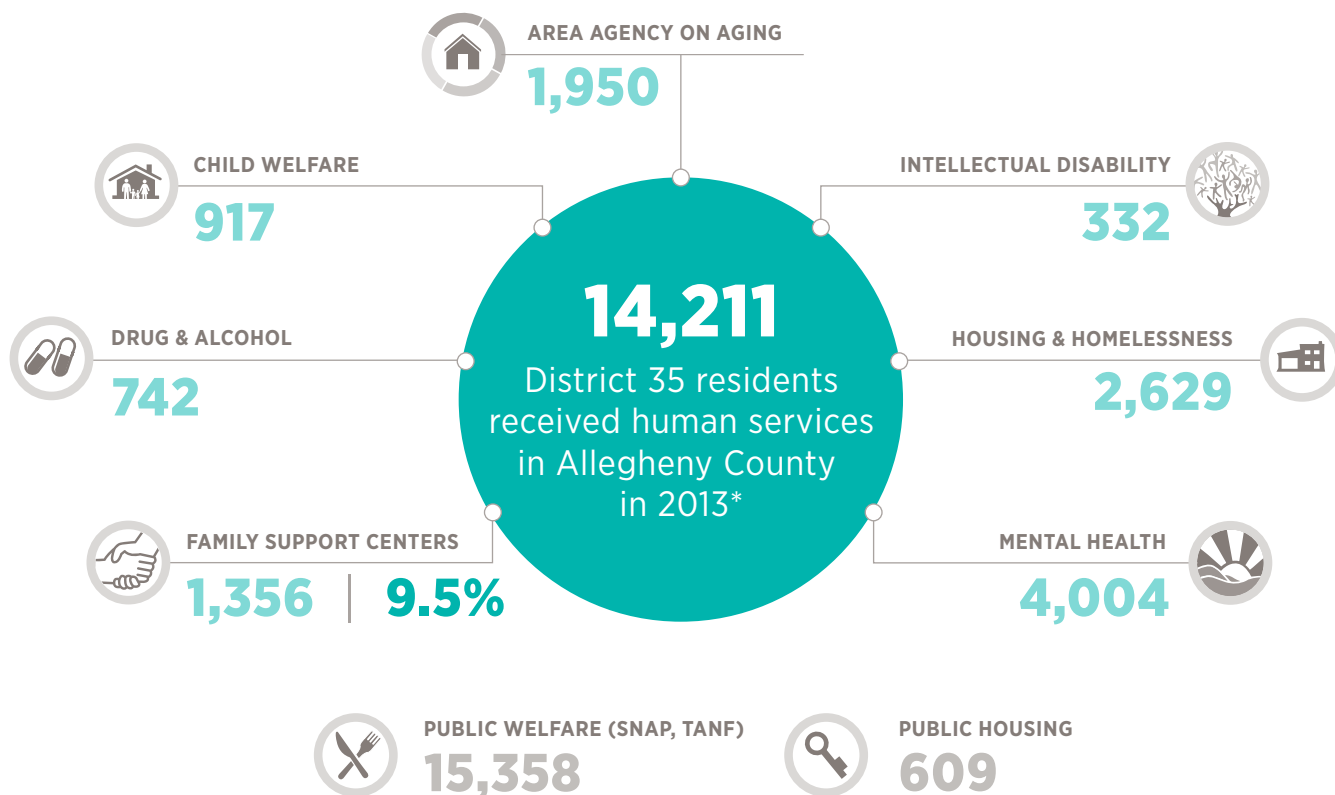 AREA AGENCY ON AGING
1,950
CHILD WELFARE
917
INTELLECTUAL DISABILITY
332
14,211
District 35 residents
received human services
in Allegheny County
in 2013*
DRUG & ALCOHOL
742
HOUSING & HOMELESSNESS
2,629
FAMILY SUPPORT CENTERS
1,356 | 9.5%
MENTAL HEALTH
4,004
PUBLIC WELFARE (SNAP, TANF)
15,358
PUBLIC HOUSING
609